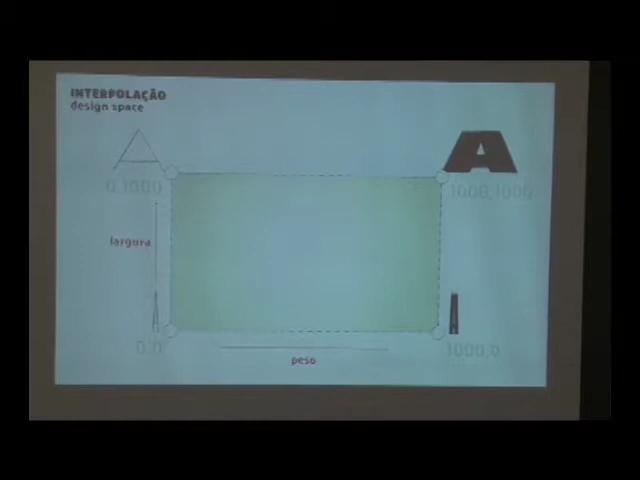 INTERPOLAÇÃO
design space
A
A
0,1000
1000,1000
largura
A
A
0,0
1000,0
peso